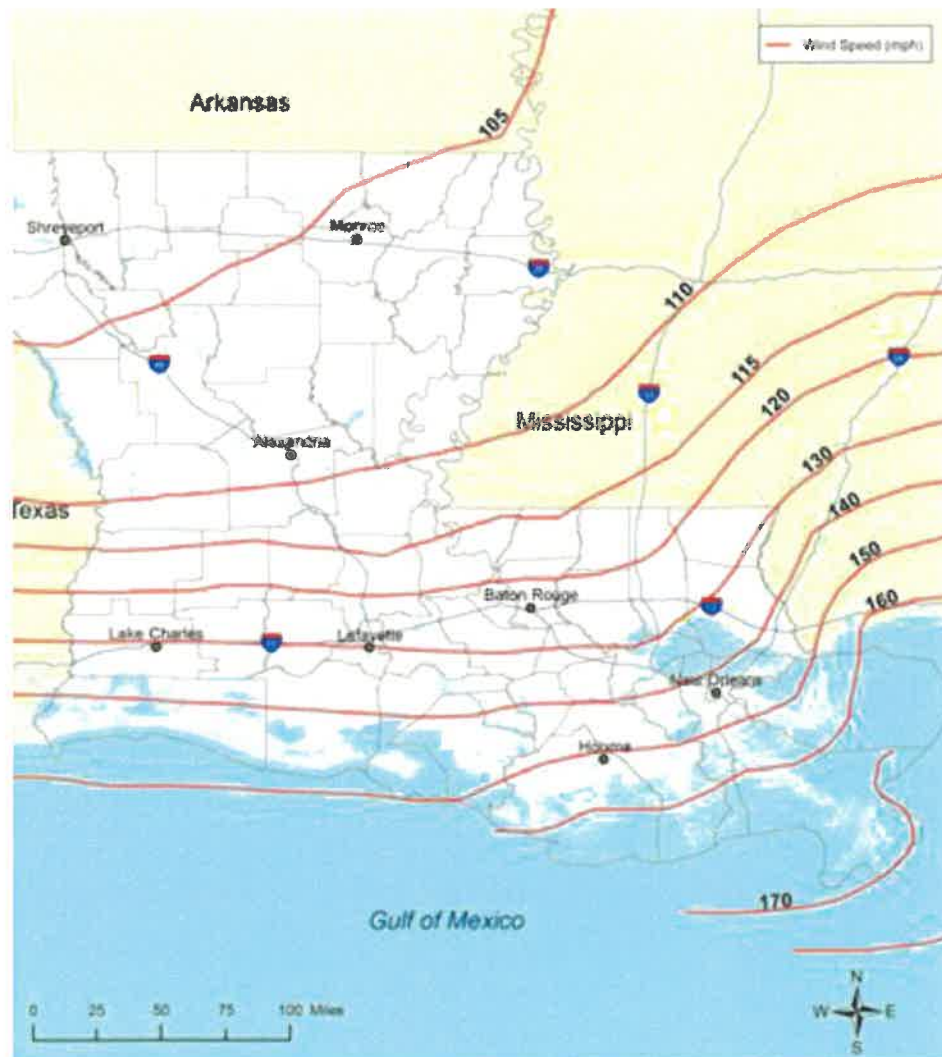 Wind Speed (mph)
Arkansas
105
Shreveport
Monroe
110
115
120
Mississippi
Alexandria
130
Texas
140
150
Baton Rouge
160
Lake Charles
Lafayette
New Orleans
Houma
170
Gulf of Mexico
N
W E
S
0 25 50 75 100 Miles